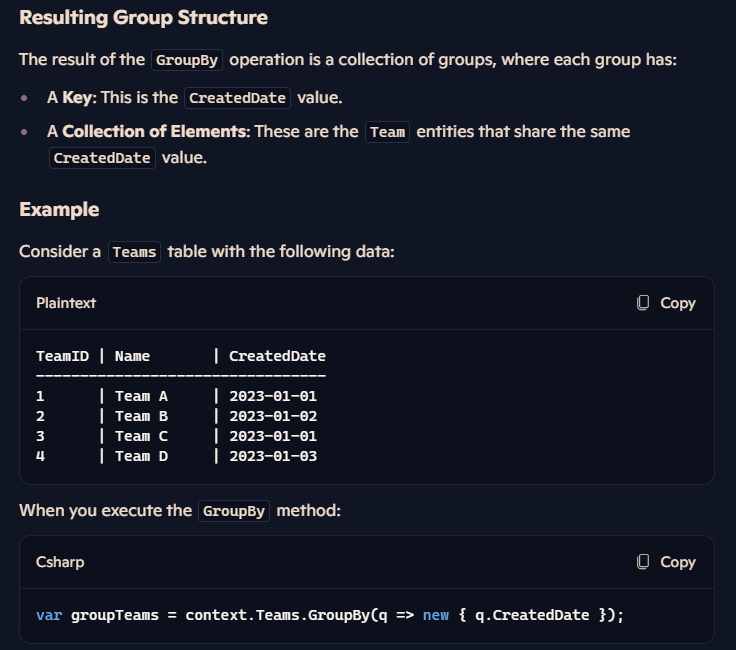 Resulting Group Structure
The result of the GroupBy operation is a collection of groups, where each group has:
• A Key: This is the CreatedDate value.
• A Collection of Elements: These are the Team entities that share the same
CreatedDate value.
Example
Consider a Teams table with the following data:
Plaintext Copy
TeamID | Name | CreatedDate
---------------------------------
1 | Team A | 2023-01-01
2 | Team B | 2023-01-02
3 | Team C | 2023-01-01
4 | Team D | 2023-01-03
When you execute the GroupBy method:
Csharp Copy
var groupTeams = context.Teams.GroupBy(q => new { q.CreatedDate });